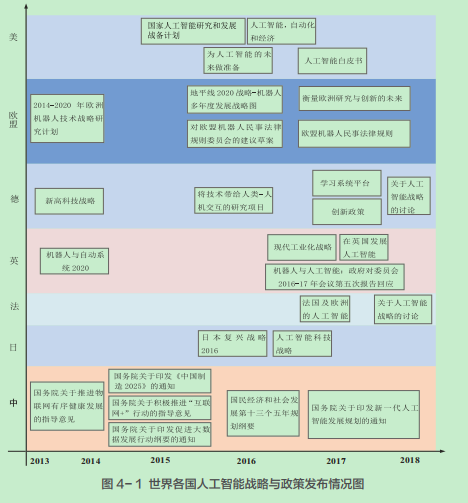 美
国家人工智能研究和发展
战备计划
人工智能，自动化
和经济
为人工智能的未
来做准备
人工智能白皮书
欧盟
2014-2020 年欧洲
机器人技术战略研
究计划
地平线 2020 战略-机器人
多年度发展战略图
衡量欧洲研究与创新的未来
对欧盟机器人民事法律
规则委员会的建议草案
欧盟机器人民事法律规则
德
新高科技战略
将技术带给人类-人
机交互的研究项目
学习系统平台
创新政策
关于人工
智能战略
的讨论
英
机器人与自动系
统 2020
现代工业化战略
在英国发展
人工智能
机器人与人工智能：政府对委员会
2016-17年会议第五次报告回应
法
法国及欧洲
的人工智能
关于人工智能
战略的讨论
日
日本复兴战略
2016
人工智能科技
战略
中
国务院关于推进物
联网有序健康发展
的指导意见
国务院关于印发《中国制
造 2025》的通知
国务院关于积极推进“互联
网+”行动的指导意见
国务院关于印发促进大数
据发展行动纲要的通知
国民经济和社会发
展第十三个五年规
划纲要
国务院关于印发新一代人工
智能发展规划的通知
2013 2014 2015 2016 2017 2018
图 4-1 世界各国人工智能战略与政策发布情况图